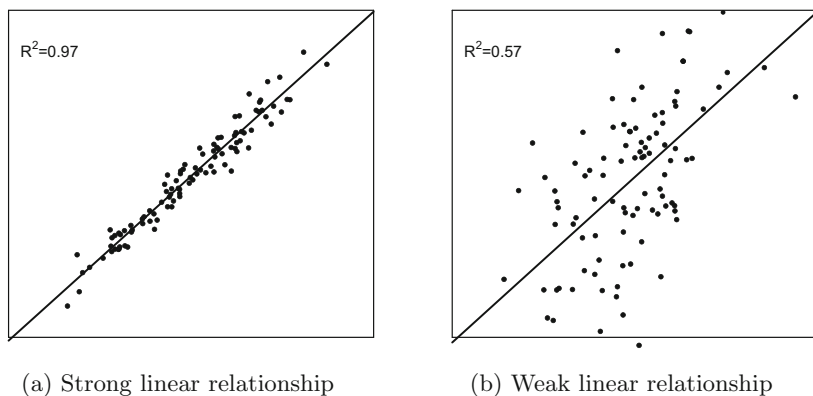 R²=0.97
R²=0.57
(a) Strong linear relationship
(b) Weak linear relationship